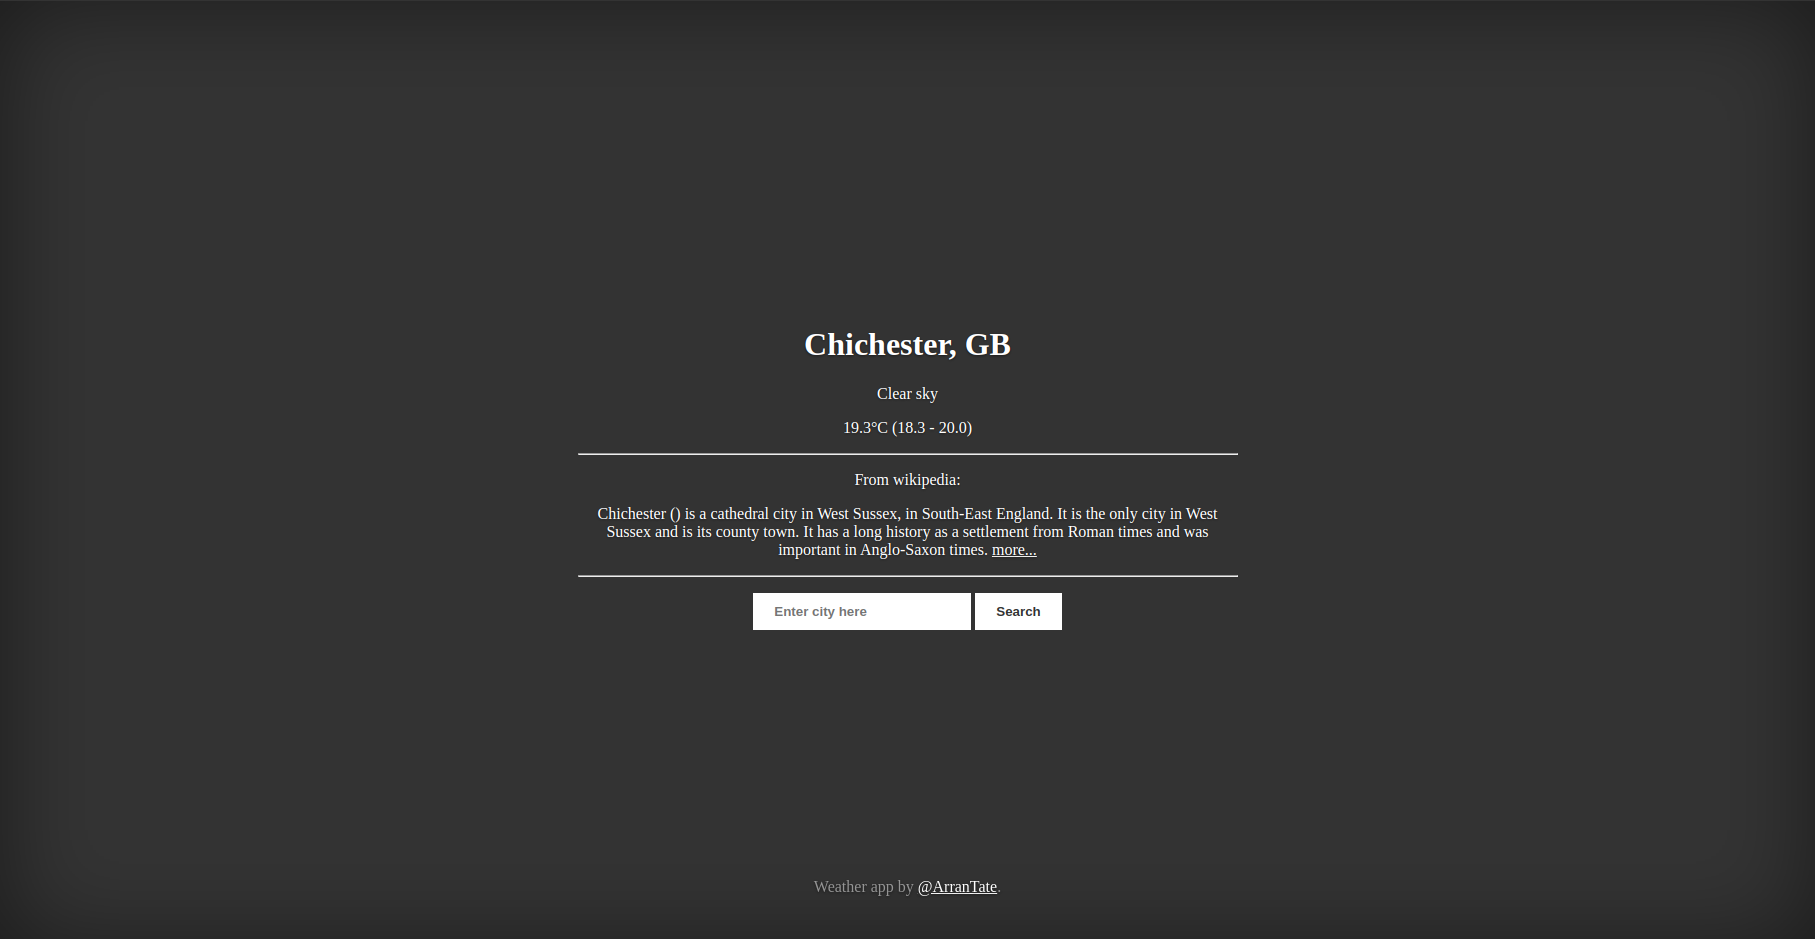 Chichester, GB
Clear sky
19.3°C (18.3 - 20.0)
From wikipedia:
Chichester () is a cathedral city in West Sussex, in South-East England. It is the only city in West
Sussex and is its county town. It has a long history as a settlement from Roman times and was
important in Anglo-Saxon times. more...
Enter city here Search
Weather app by @ArranTate.